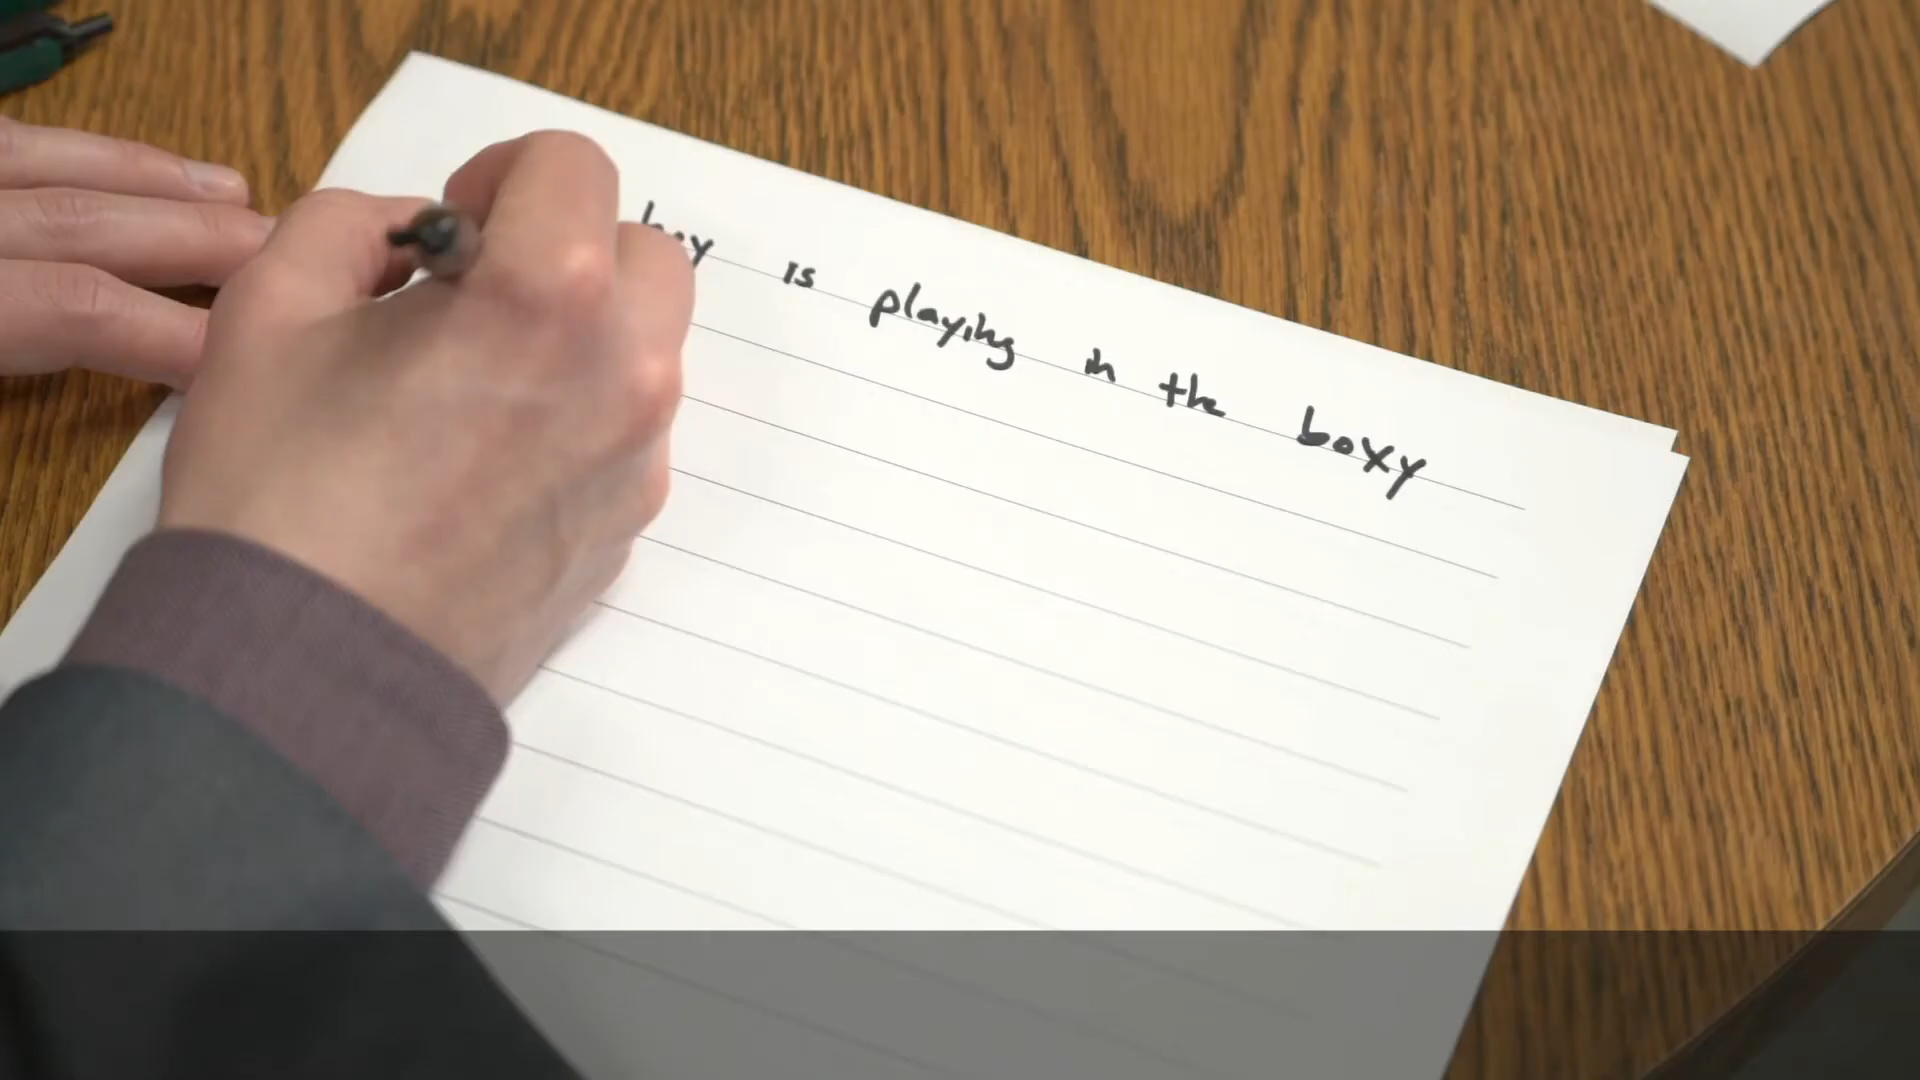 is playing in the boxy